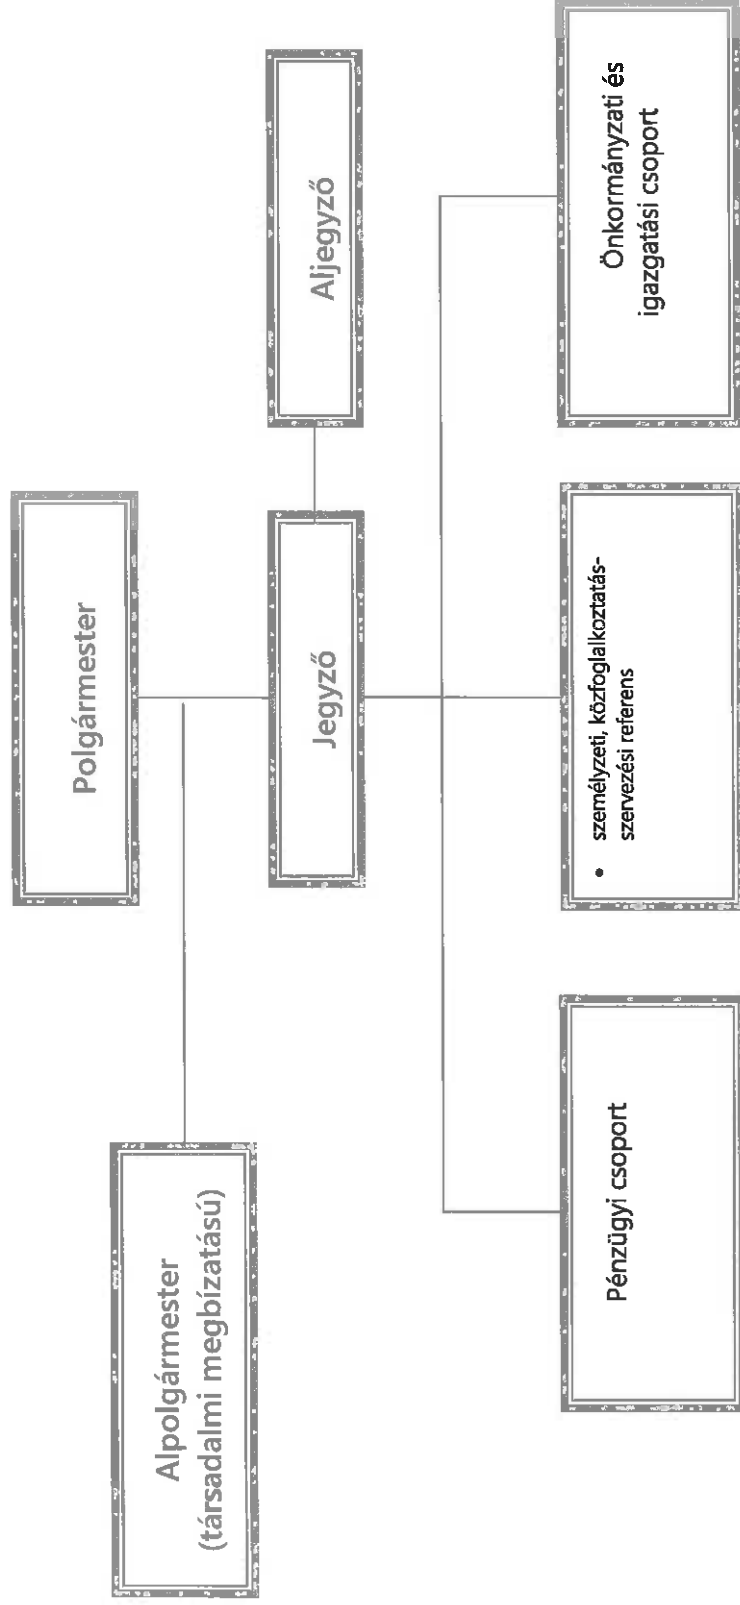 Polgármester
Alpolgármester
(társadalmi megbízatású)
Jegyző
Aljegyző
Pénzügyi csoport
• személyzeti, közfoglalkoztatás-
szervezési referens
Önkormányzati és
igazgatási csoport